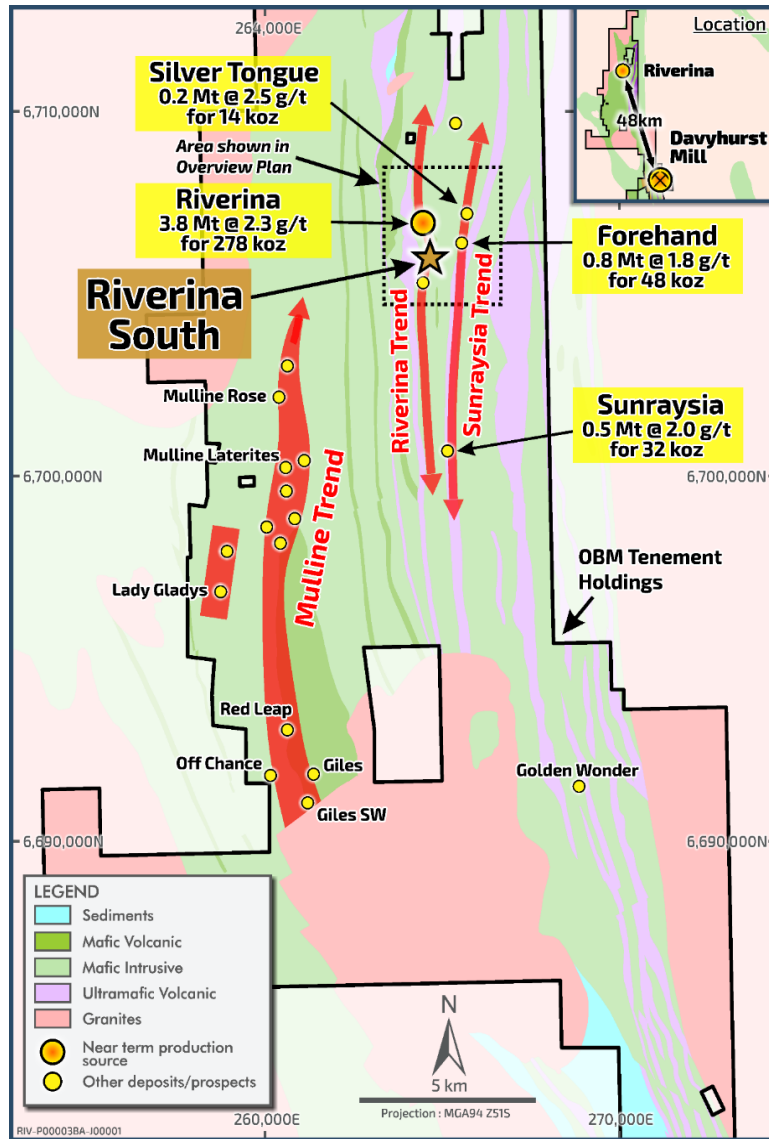 264,000E
Location
Riverina
48km
Davyhurst
Mill
Silver Tongue
0.2 Mt @ 2.5 g/t
for 14 koz
6,710,000N
Area shown in
Overview Plan
Riverina
3.8 Mt @ 2.3 g/t
for 278 koz
Forehand
0.8 Mt @ 1.8 g/t
for 48 koz
Riverina
South
Riverina Trend
Sunraysia Trend
Mulline Rose
Sunraysia
0.5 Mt @ 2.0 g/t
for 32 koz
Mulline Laterites
6,700,000N
6,700,000N
Mulline Trend
OBM Tenement
Holdings
Lady Gladys
Red Leap
Off Chance
Giles
Giles SW
Golden Wonder
6,690,000N
6,690,000N
LEGEND
Sediments
Mafic Volcanic
Mafic Intrusive
Ultramafic Volcanic
Granites
Near term production
source
Other deposits/prospects
N
5 km
Projection : MGA94 Z51S
RIV-P00003BA-J00001
260,000E
270,000E